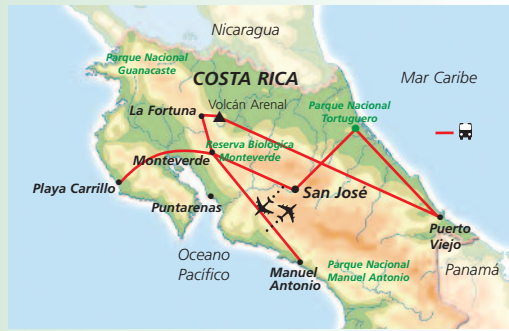 Nicaragua
Parque Nacional
Guanacaste
COSTA RICA
Mar Caribe
La Fortuna
Volcán Arenal
Parque Nacional
Tortuguero
Reserva Biológica
Monteverde
Monteverde
Playa Carrillo
San José
Puntarenas
Puerto
Viejo
Oceano
Pacífico
Manuel
Antonio
Parque Nacional
Manuel Antonio
Panamá